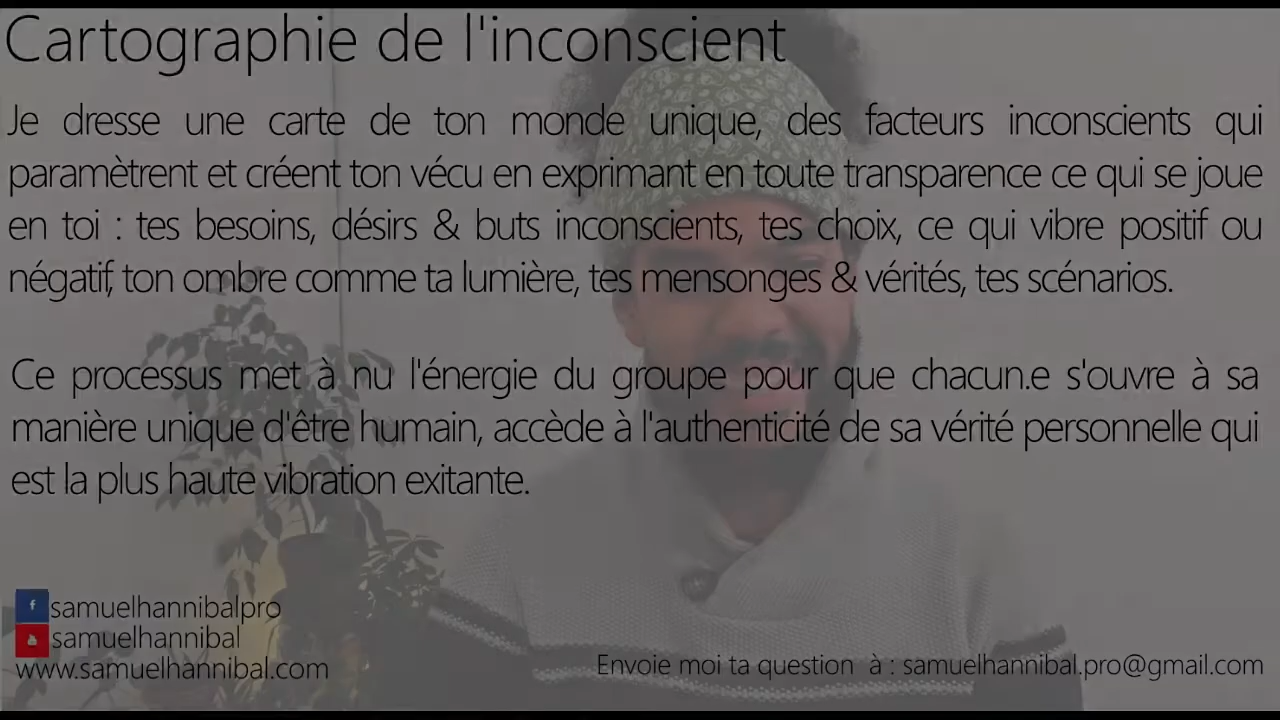 Cartographie de l'inconscient
Je dresse une carte de ton monde unique, des facteurs inconscients qui
paramètrent et créent ton vécu en exprimant en toute transparence ce qui se joue
en toi : tes besoins, désirs & buts inconscients, tes choix, ce qui vibre positif ou
négatif, ton ombre comme ta lumière, tes mensonges & vérités, tes scénarios.
Ce processus met à nu l'énergie du groupe pour que chacun.e s'ouvre à sa
manière unique d'être humain, accède à l'authenticité de sa vérité personnelle qui
est la plus haute vibration exitante.
samuelhannibalpro
samuelhannibal
www.samuelhannibal.com
Envoie moi ta question à : samuelhannibal.pro@gmail.com